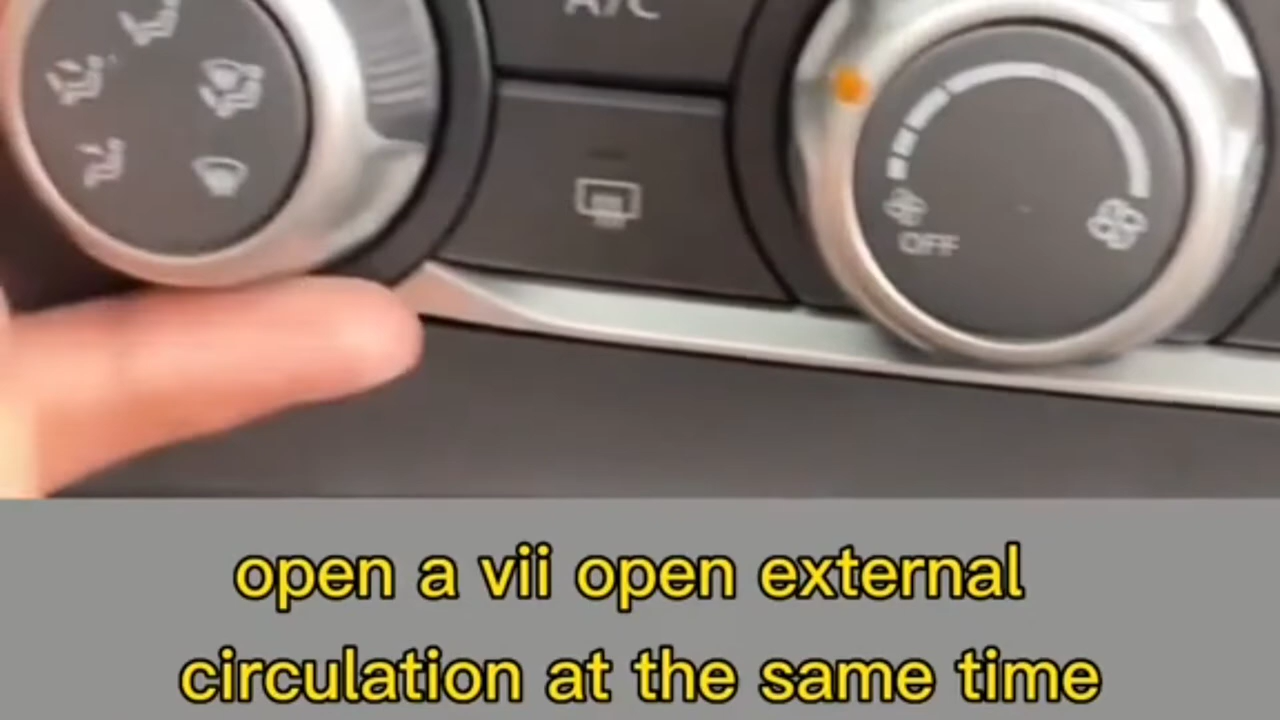 A/C
OFF
open a vii open external
circulation at the same time